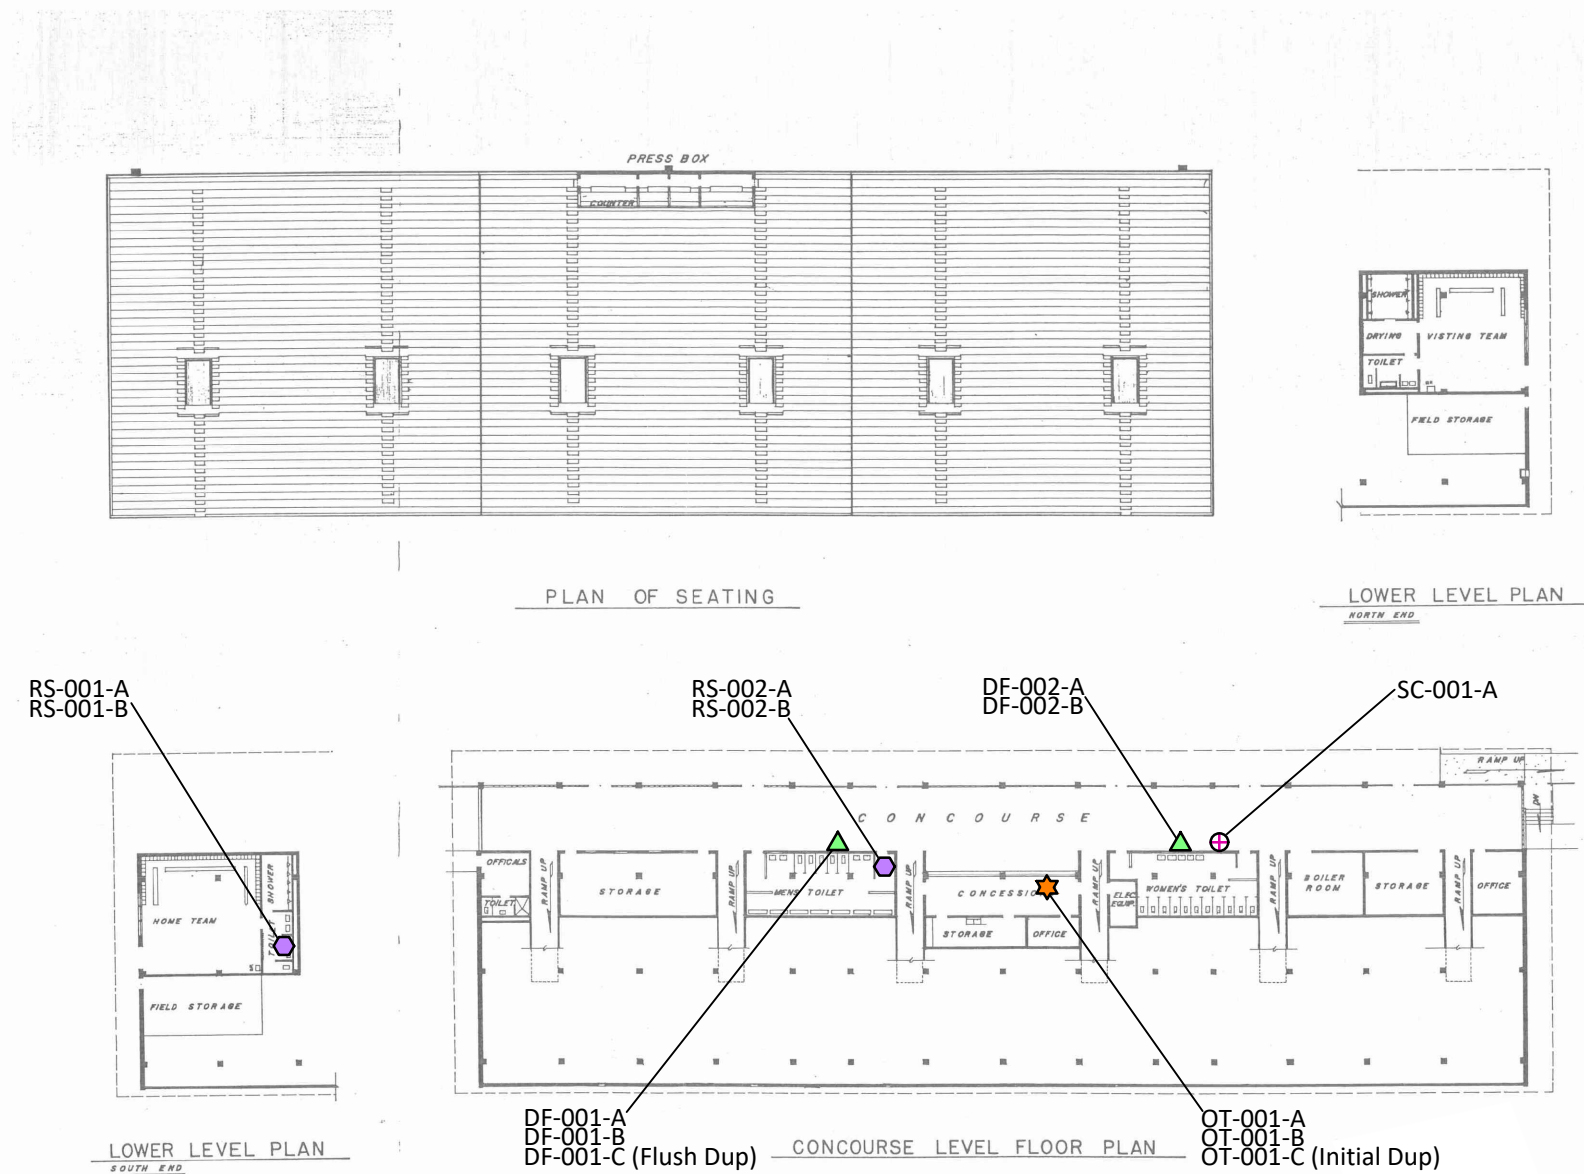 PRESS BOX
COUNTER
SHOWER
DRYING
VISTING TEAM
TOILET
FIELD STORAGE
PLAN OF SEATING
LOWER LEVEL PLAN
NORTH END
RS-001-A
RS-001-B
RS-002-A
RS-002-B
DF-002-A
DF-002-B
SC-001-A
RAMP UP
DN
CONCOURSE
OFFICALS
TOILET
RAMP UP
STORAGE
RAMP UP
MENS TOILET
RAMP UP
CONCESSION
STORAGE
OFFICE
RAMP UP
ELEC.
EQUIP.
WOMEN'S TOILET
RAMP UP
BOILER
ROOM
STORAGE
RAMP UP
OFFICE
SHOWER
HOME TEAM
TOILET
FIELD STORAGE
DF-001-A
DF-001-B
DF-001-C (Flush Dup)
OT-001-A
OT-001-B
OT-001-C (Initial Dup)
LOWER LEVEL PLAN
SOUTH END
CONCOURSE LEVEL FLOOR PLAN